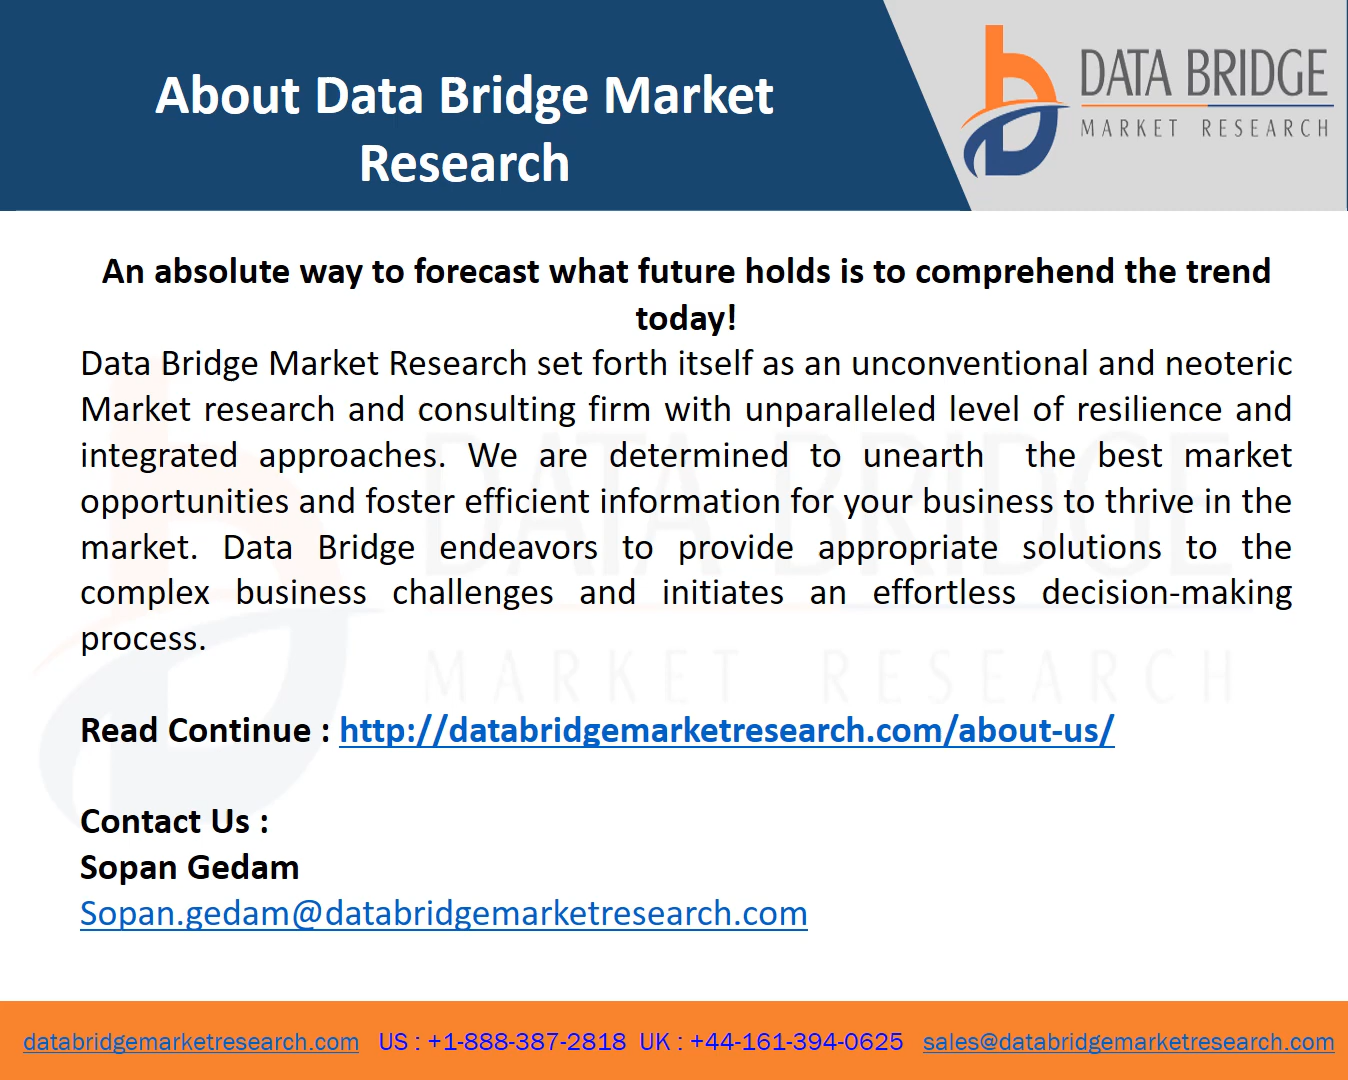 About Data Bridge Market
Research
DATA BRIDGE
MARKET RESEARCH
An absolute way to forecast what future holds is to comprehend the trend
today!
Data Bridge Market Research set forth itself as an unconventional and neoteric
Market research and consulting firm with unparalleled level of resilience and
integrated approaches. We are determined to unearth the best market
opportunities and foster efficient information for your business to thrive in the
market. Data Bridge endeavors to provide appropriate solutions to the
complex business challenges and initiates an effortless decision-making
process.
DATA BRIDGE
MARKET RESEARCH
Read Continue : http://databridgemarketresearch.com/about-us/
Contact Us :
Sopan Gedam
Sopan.gedam@databridgemarketresearch.com
databridgemarketresearch.com US : +1-888-387-2818 UK : +44-161-394-0625 sales@databridgemarketresearch.com